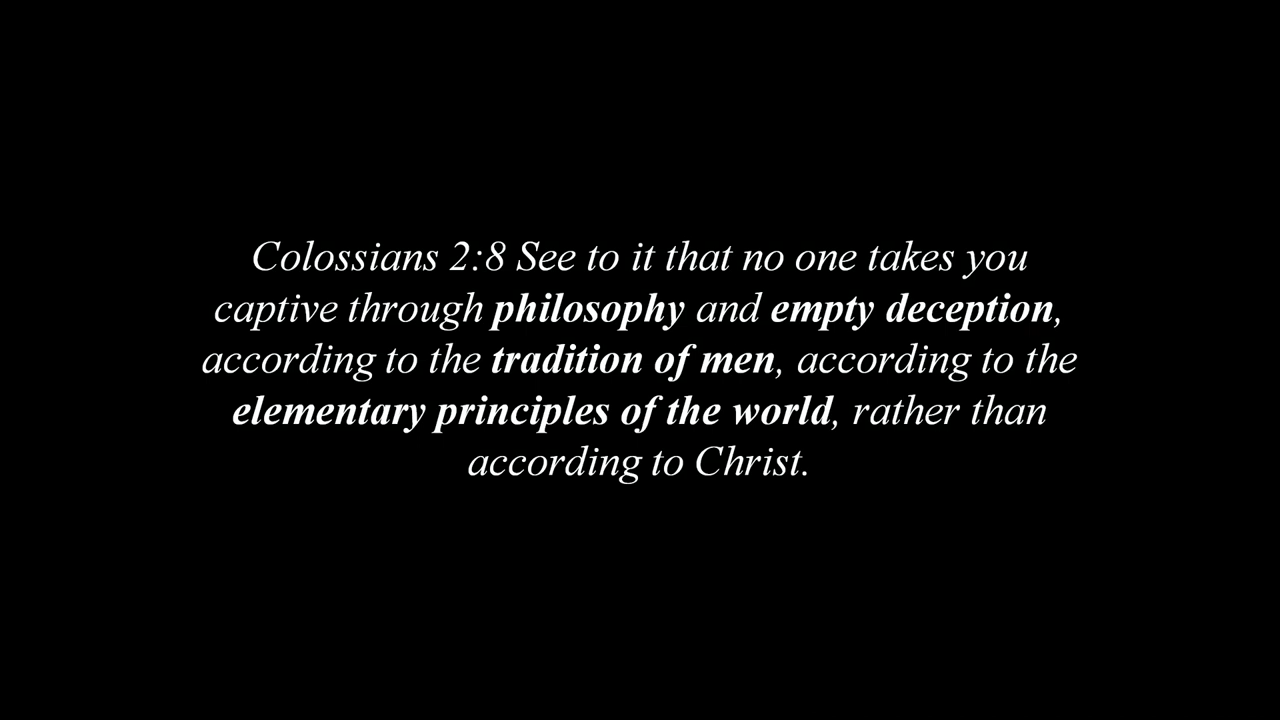 Colossians 2:8 See to it that no one takes you
captive through philosophy and empty deception,
according to the tradition of men, according to the
elementary principles of the world, rather than
according to Christ.